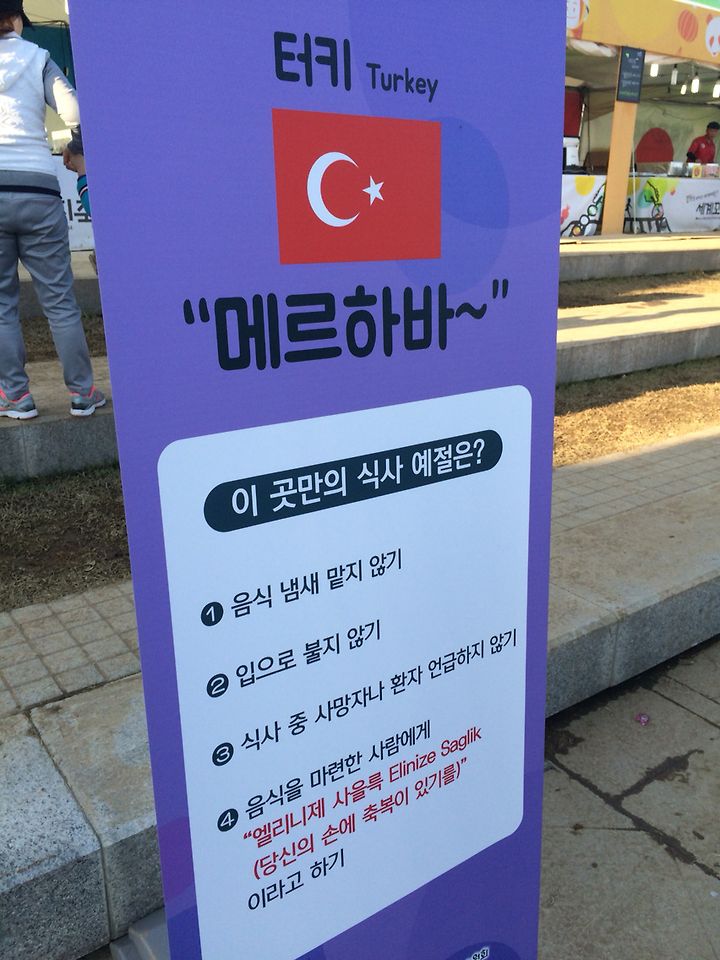 터키 Turkey
“메르하바~”
이 곳만의 식사 예절은?
1 음식 냄새 맡지 않기
2 입으로 불지 않기
3 식사 중 사망자나 환자 언급하지 않기
4 음식을 마련한 사람에게
“엘리니제 사을륵 Elinize Saglik
(당신의 손에 축복이 있기를)”
이라고 하기